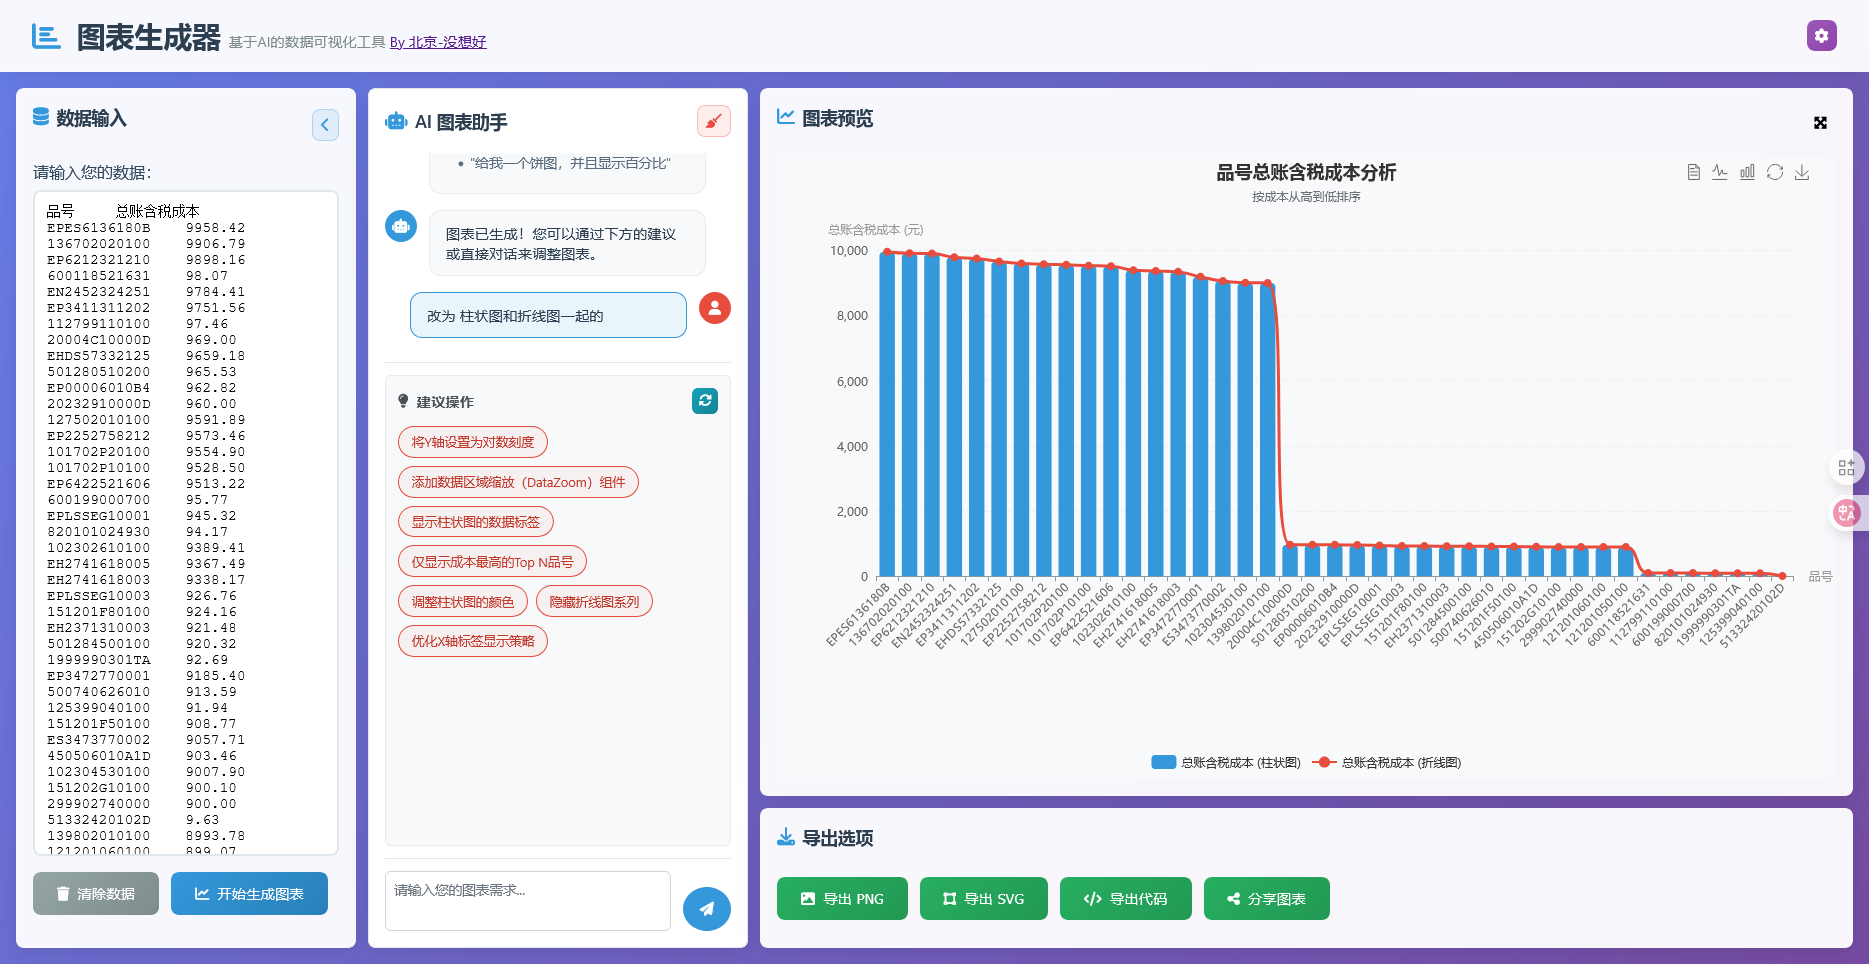 图表生成器 基于AI的数据可视化工具 By 北京-没想好
数据输入
请输入您的数据：
品号 总账含税成本
EPES6136180B 9958.42
136702020100 9906.79
EP6212321210 9898.16
600118521631 98.07
EN2452324251 9784.41
EP3411311202 9751.56
112799110100 97.46
20004C10000D 969.00
EHDS57332125 9659.18
501280510200 965.53
EP00006010B4 962.82
20232910000D 960.00
127502010100 9591.89
EP2252758212 9573.46
101702P20100 9554.90
101702P10100 9528.50
EP6422521606 9513.22
600199000700 95.77
EPLSSEG10001 945.32
820101024930 94.17
102302610100 9389.41
EH2741618005 9367.49
EH2741618003 9338.17
EPLSSEG10003 926.76
151201F80100 924.16
EH2371310003 921.48
501284500100 920.32
1999990301TA 92.69
EP3472770001 9185.40
500740626010 913.59
125399040100 91.94
151201F50100 908.77
ES3473770002 9057.71
450506010A1D 903.46
102304530100 9007.90
151202G10100 900.10
299902740000 900.00
51332420102D 9.63
139802010100 8993.78
121201060100 899.07
清除数据
开始生成图表
AI 图表助手
• "给我一个饼图，并且显示百分比"
图表已生成！您可以通过下方的建议
或直接对话来调整图表。
改为 柱状图和折线图一起的
建议操作
将Y轴设置为对数刻度
添加数据区域缩放（DataZoom）组件
显示柱状图的数据标签
仅显示成本最高的Top N品号
调整柱状图的颜色
隐藏折线图系列
优化X轴标签显示策略
请输入您的图表需求...
图表预览
品号总账含税成本分析
按成本从高到低排序
总账含税成本 (元)
10,000
8,000
6,000
4,000
2,000
0
EPES6136180B
136702020100
EP6212321210
EN2452324251
EP3411311202
EHDS57332125
127502010100
EP2252758212
101702P20100
101702P10100
EP6422521606
102302610100
EH2741618005
EH2741618003
EP3472770001
ES3473770002
102304530100
139802010100
20004C10000D
501280510200
EP00006010B4
20232910000D
EPLSSEG10001
EPLSSEG10003
151201F80100
EH2371310003
501284500100
500740626010
151201F50100
450506010A1D
151202G10100
299902740000
121201060100
121201050100
600118521631
112799110100
600199000700
820101024930
1999990301TA
125399040100
51332420102D
品号
总账含税成本 (柱状图)
总账含税成本 (折线图)
导出选项
导出 PNG
导出 SVG
导出代码
分享图表